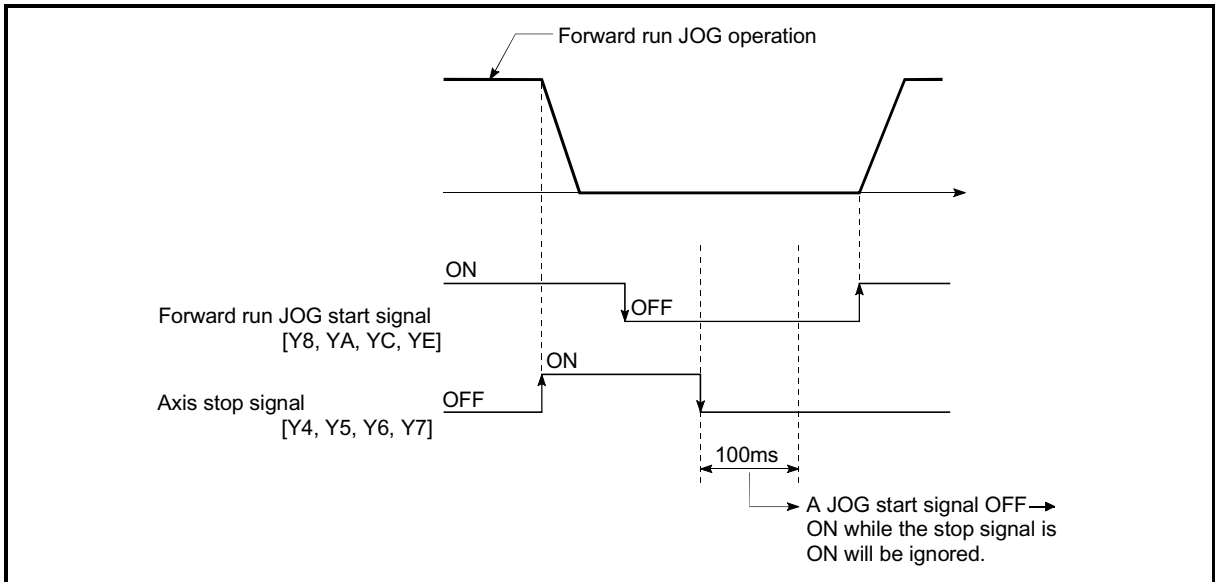 Forward run JOG operation
ON
OFF
Forward run JOG start signal
[Y8, YA, YC, YE]
ON
OFF
Axis stop signal
[Y4, Y5, Y6, Y7]
100ms
A JOG start signal OFF→
ON while the stop signal is
ON will be ignored.